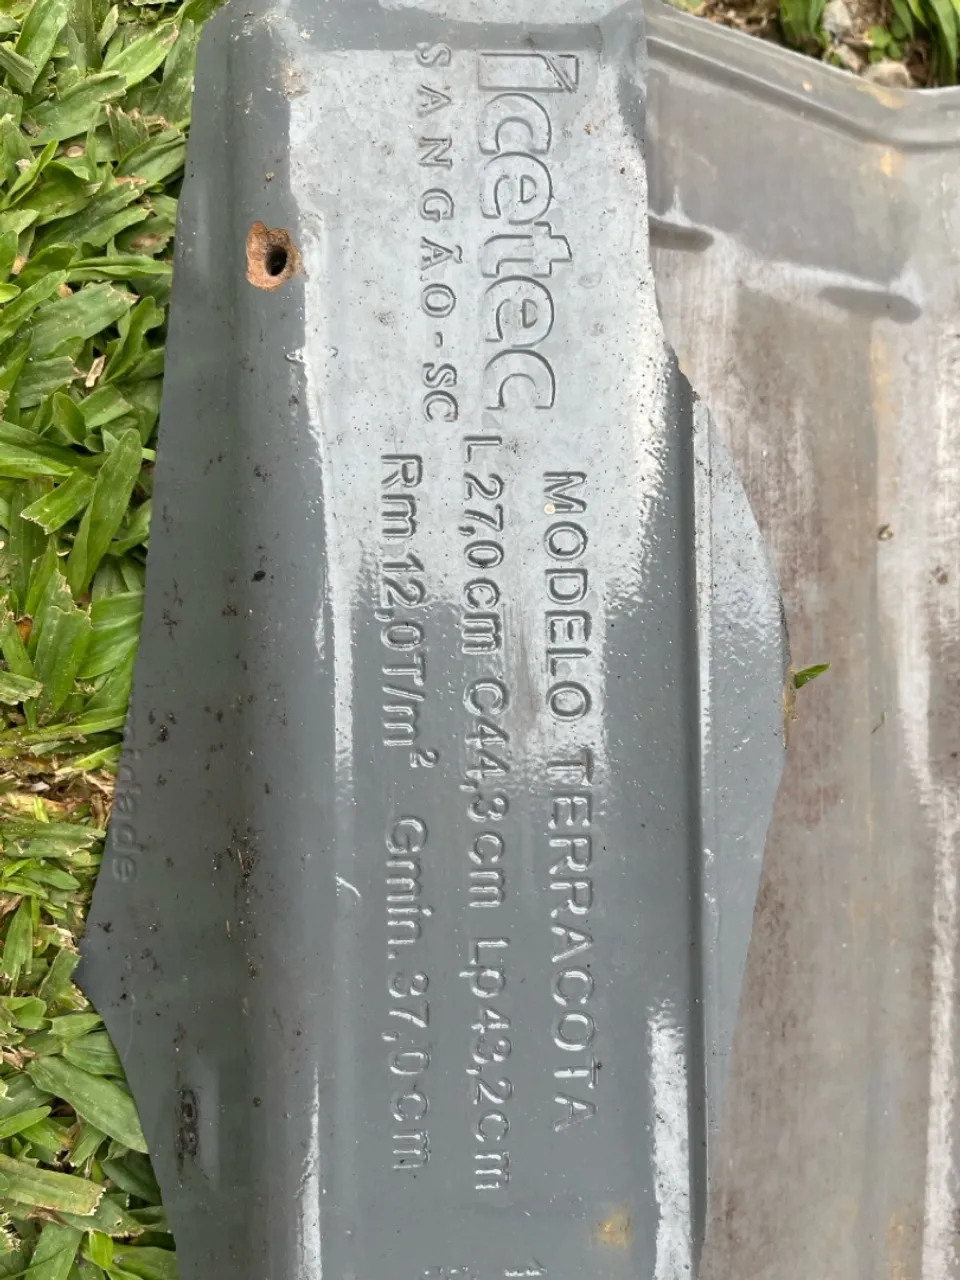 Icetec
SANGÃO-SC
MODELO TERRACOTA
L27,0cm C44,3cm Lp43,2cm
Rm12,0T/m² Gmin. 37,0cm